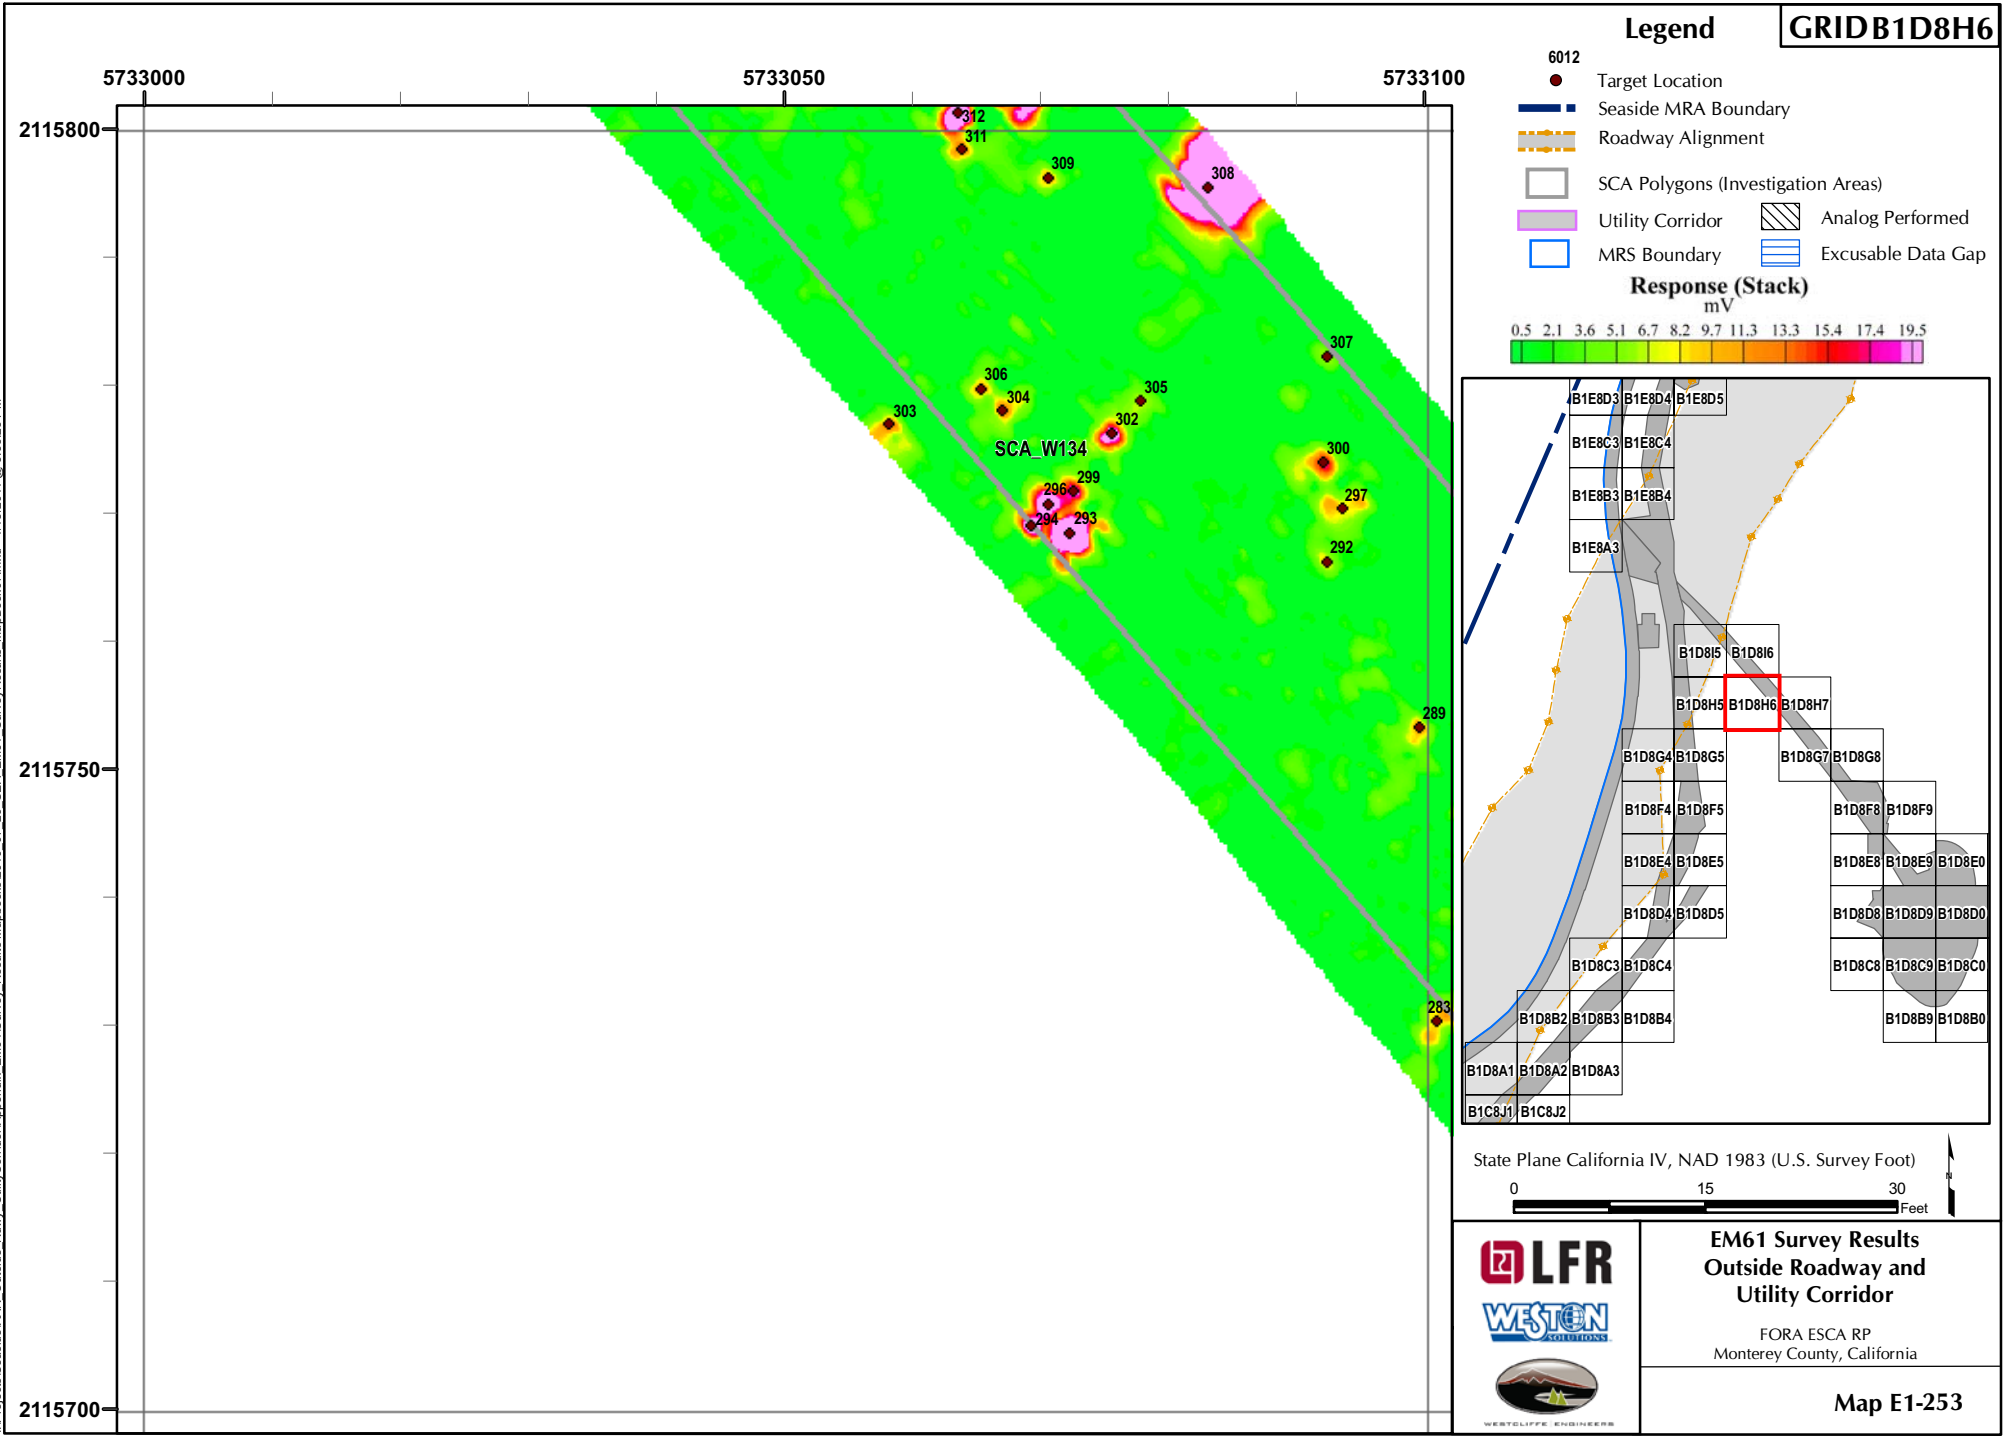 GRID B1D8H6
Legend
6012
Target Location
Seaside MRA Boundary
Roadway Alignment
SCA Polygons (Investigation Areas)
Utility Corridor
Analog Performed
MRS Boundary
Excusable Data Gap
Response (Stack)
mV
0.5 2.1 3.6 5.1 6.7 8.2 9.7 11.3 13.3 15.4 17.4 19.5
5733000
5733050
5733100
2115800
2115750
2115700
312
311
309
308
307
306
304
305
303
302
SCA_W134
300
299
296
297
294
293
292
289
283
B1E8D3 B1E8D4 B1E8D5
B1E8C3 B1E8C4
B1E8B3 B1E8B4
B1E8A3
B1D8I5 B1D8I6
B1D8H5 B1D8H6 B1D8H7
B1D8G4 B1D8G5 B1D8G7 B1D8G8
B1D8F4 B1D8F5 B1D8F8 B1D8F9
B1D8E4 B1D8E5 B1D8E8 B1D8E9 B1D8E0
B1D8D4 B1D8D5 B1D8D8 B1D8D9 B1D8D0
B1D8C3 B1D8C4 B1D8C8 B1D8C9 B1D8C0
B1D8B2 B1D8B3 B1D8B4 B1D8B9 B1D8B0
B1D8A1 B1D8A2 B1D8A3
B1C8J1 B1C8J2
State Plane California IV, NAD 1983 (U.S. Survey Foot)
0 15 30
Feet
N
LFR
WESTON
SOLUTIONS
WESTCLIFFE ENGINEERS
EM61 Survey Results
Outside Roadway and
Utility Corridor
FORA ESCA RP
Monterey County, California
Map E1-253